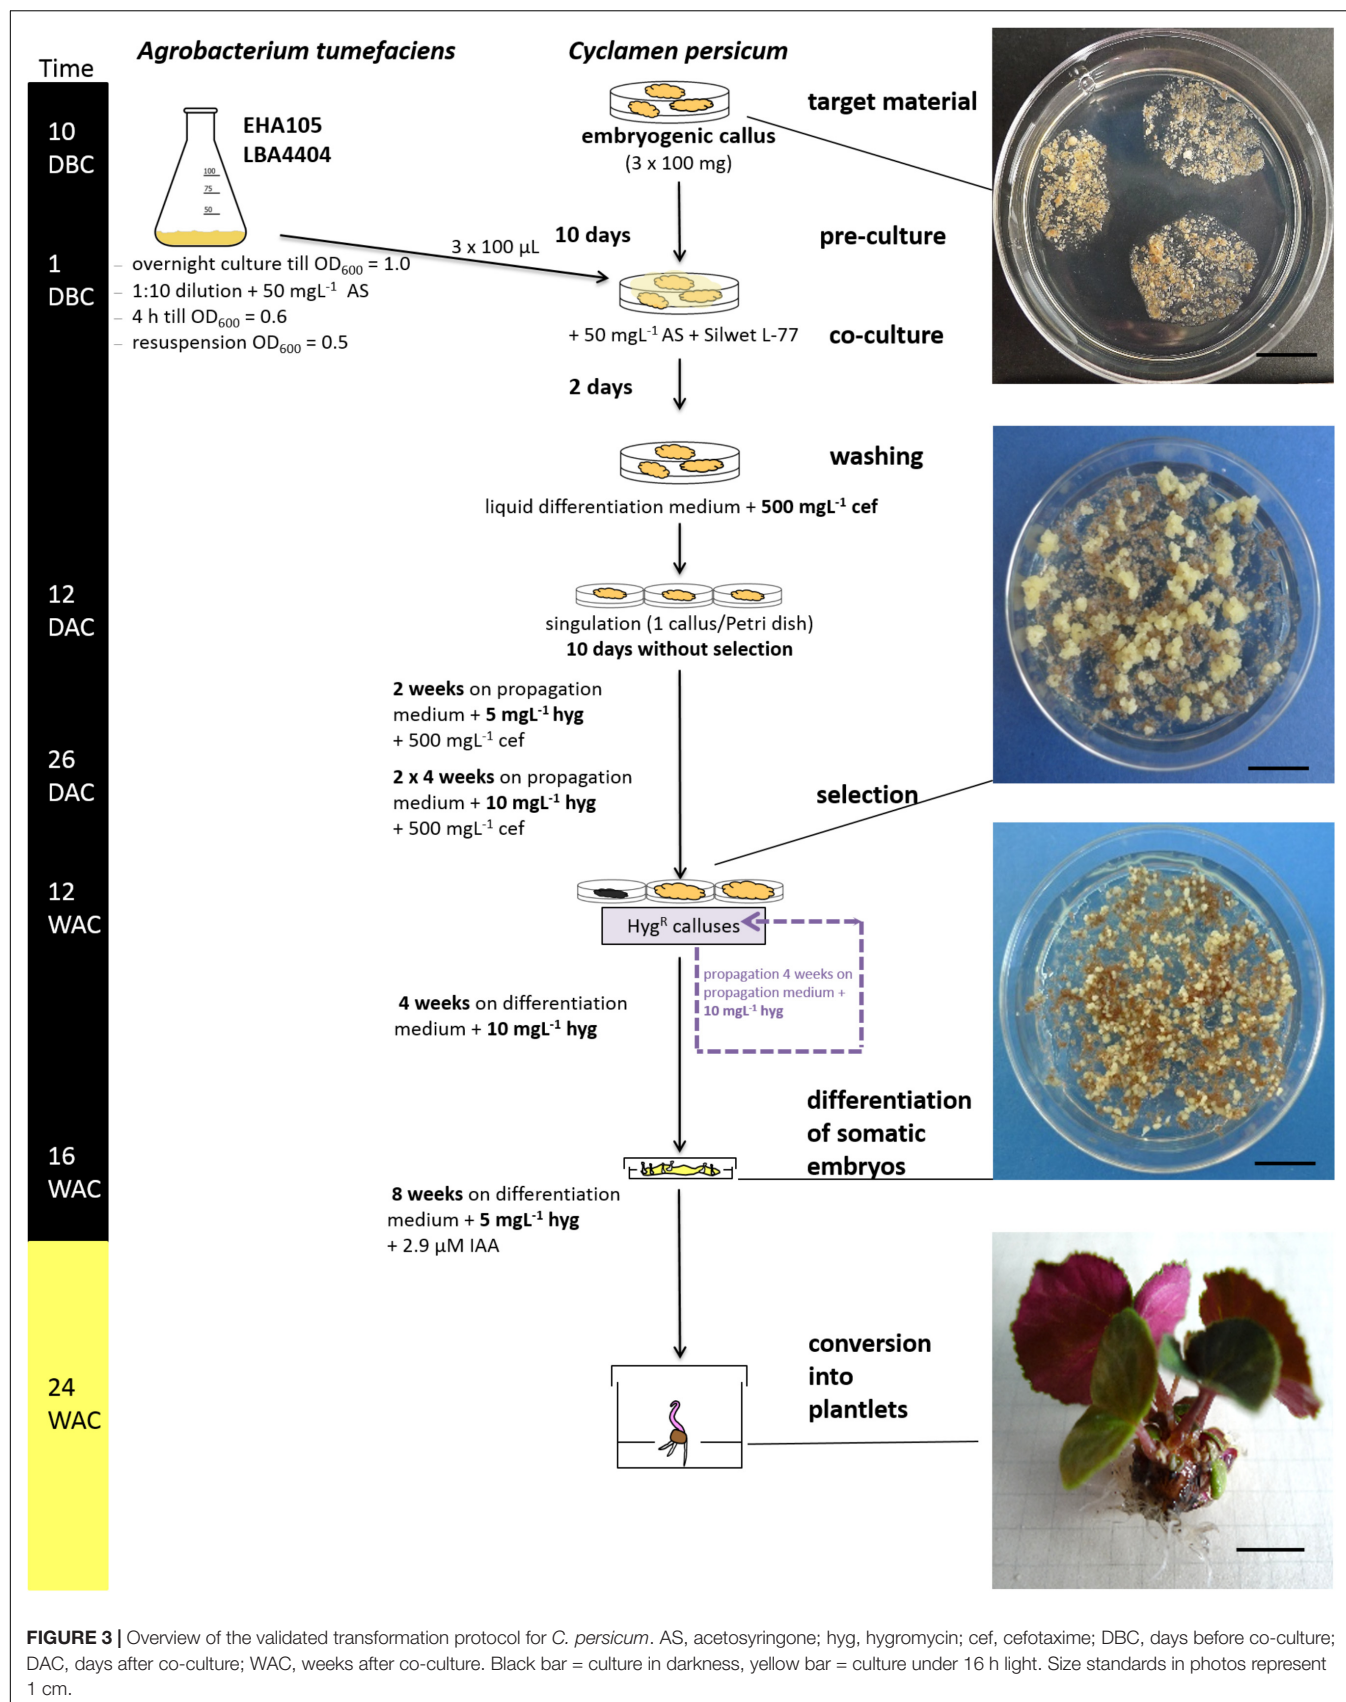 Agrobacterium tumefaciens
Cyclamen persicum
Time
10
DBC
EHA105
LBA4404
100
75
50
embryogenic callus
(3 x 100 mg)
target material
10 days
pre-culture
3 x 100 µL
1
DBC
– overnight culture till OD600 = 1.0
– 1:10 dilution + 50 mgL-1 AS
– 4 h till OD600 = 0.6
– resuspension OD600 = 0.5
+ 50 mgL-1 AS + Silwet L-77
co-culture
2 days
washing
liquid differentiation medium + 500 mgL-1 cef
12
DAC
singulation (1 callus/Petri dish)
10 days without selection
2 weeks on propagation
medium + 5 mgL-1 hyg
+ 500 mgL-1 cef
26
DAC
2 x 4 weeks on propagation
medium + 10 mgL-1 hyg
+ 500 mgL-1 cef
selection
12
WAC
HygR calluses
propagation 4 weeks on
propagation medium +
10 mgL-1 hyg
4 weeks on differentiation
medium + 10 mgL-1 hyg
differentiation
of somatic
embryos
16
WAC
8 weeks on differentiation
medium + 5 mgL-1 hyg
+ 2.9 µM IAA
conversion
into
plantlets
24
WAC
FIGURE 3 | Overview of the validated transformation protocol for C. persicum. AS, acetosyringone; hyg, hygromycin; cef, cefotaxime; DBC, days before co-culture;
DAC, days after co-culture; WAC, weeks after co-culture. Black bar = culture in darkness, yellow bar = culture under 16 h light. Size standards in photos represent
1 cm.